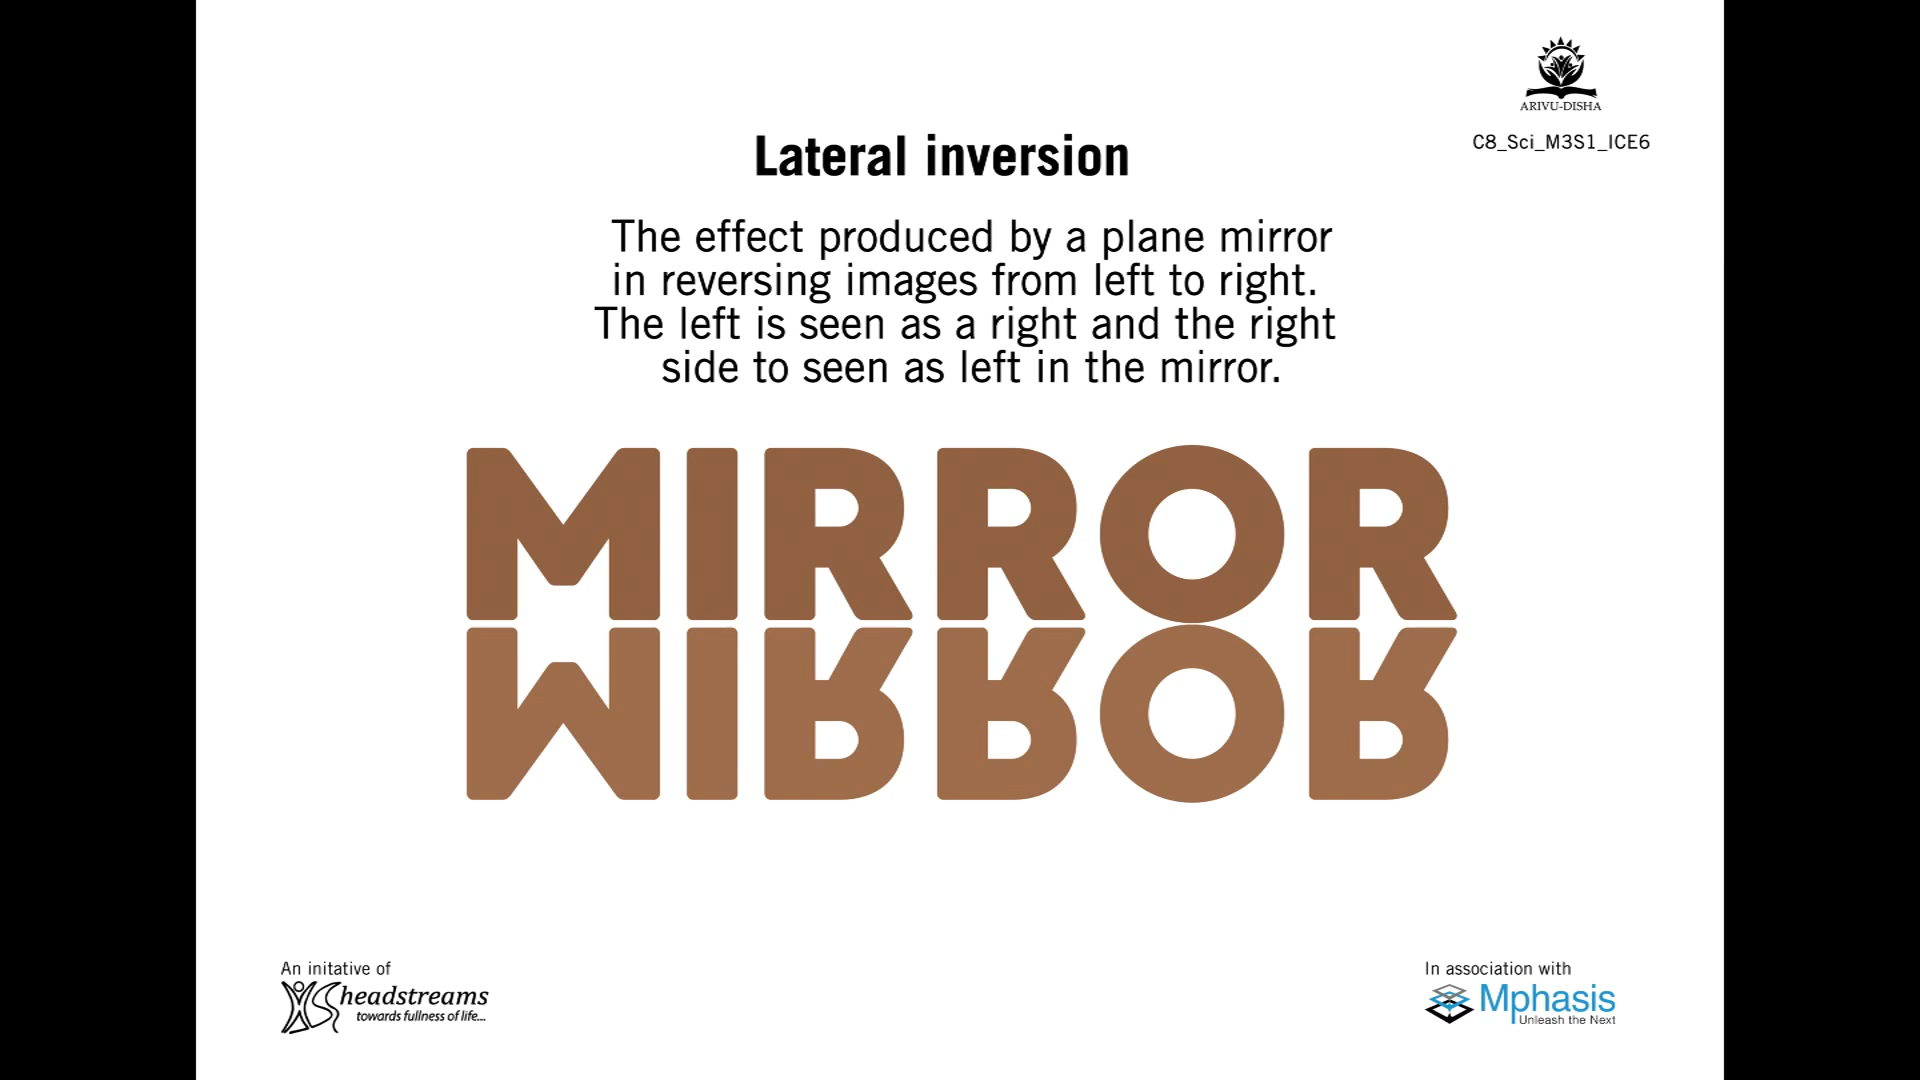 ARIVU-DISHA
C8_Sci_M3S1_ICE6
Lateral inversion
The effect produced by a plane mirror
in reversing images from left to right.
The left is seen as a right and the right
side to seen as left in the mirror.
MIRROR
MIRROR
An initative of
headstreams
towards fullness of life...
In association with
Mphasis
Unleash the Next